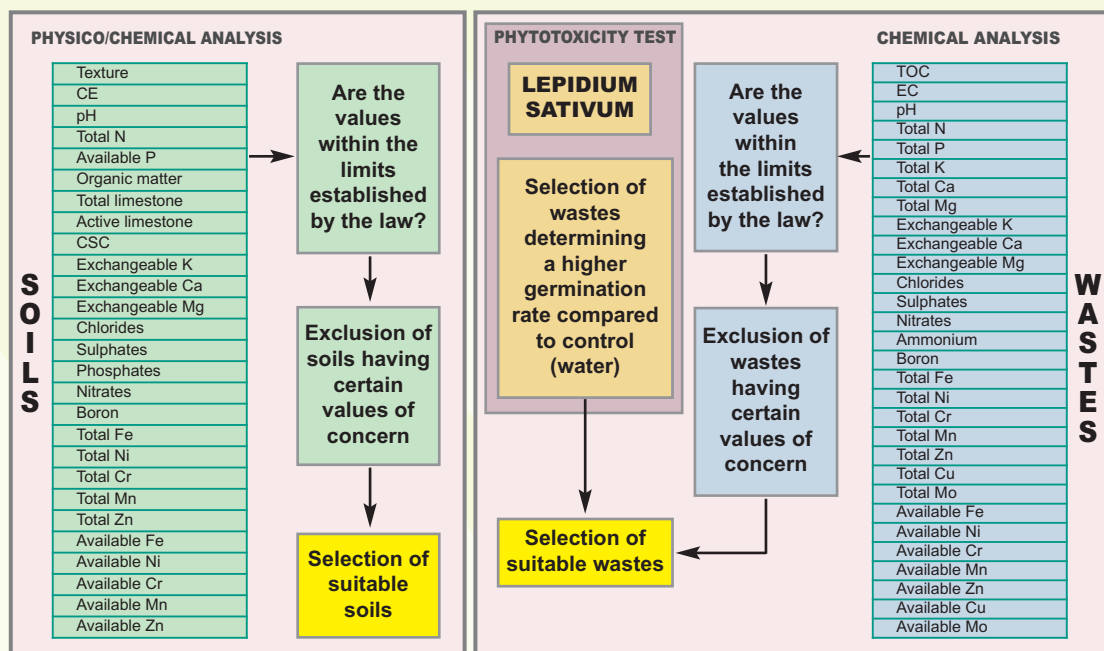 PHYSICO/CHEMICAL ANALYSIS
SOILS
Texture
CE
pH
Total N
Available P
Organic matter
Total limestone
Active limestone
CSC
Exchangeable K
Exchangeable Ca
Exchangeable Mg
Chlorides
Sulphates
Phosphates
Nitrates
Boron
Total Fe
Total Ni
Total Cr
Total Mn
Total Zn
Available Fe
Available Ni
Available Cr
Available Mn
Available Zn
Are the
values
within the
limits
established
by the law?
Exclusion of
soils having
certain
values of
concern
Selection of
suitable
soils
PHYTOTOXICITY TEST
LEPIDIUM
SATIVUM
Selection of
wastes
determining
a higher
germination
rate compared
to control
(water)
Selection of
suitable wastes
Are the
values
within
the limits
established
by the law?
Exclusion of
wastes
having
certain
values of
concern
CHEMICAL ANALYSIS
TOC
EC
pH
Total N
Total P
Total K
Total Ca
Total Mg
Exchangeable K
Exchangeable Ca
Exchangeable Mg
Chlorides
Sulphates
Nitrates
Ammonium
Boron
Total Fe
Total Ni
Total Cr
Total Mn
Total Zn
Total Cu
Total Mo
Available Fe
Available Ni
Available Cr
Available Mn
Available Zn
Available Cu
Available Mo
WASTES